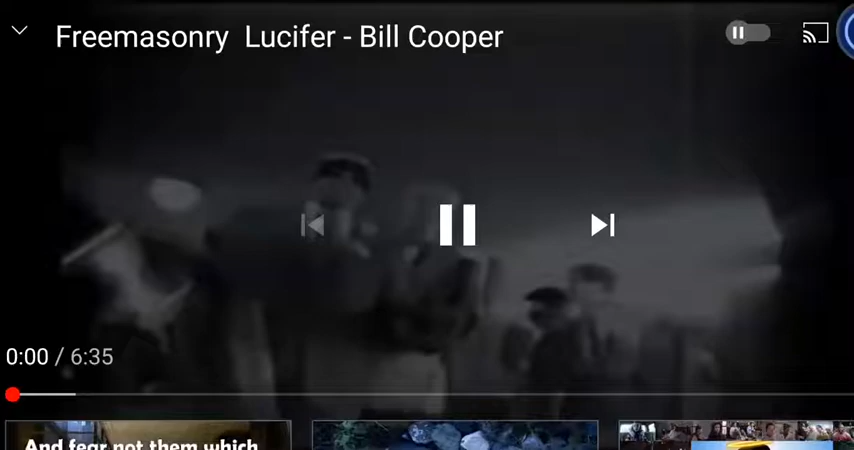 Freemasonry Lucifer - Bill Cooper
0:00 / 6:35
And fear not them which